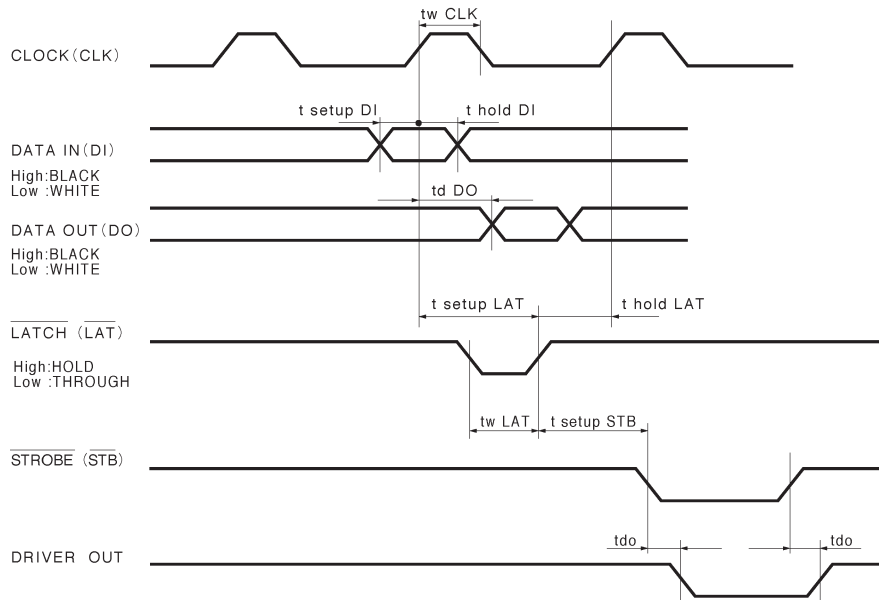 tw CLK
CLOCK(CLK)
t setup DI
t hold DI
DATA IN(DI)
High:BLACK
Low :WHITE
td DO
DATA OUT(DO)
High:BLACK
Low :WHITE
t setup LAT
t hold LAT
LATCH (LAT)
High:HOLD
Low :THROUGH
tw LAT
t setup STB
STROBE (STB)
tdo
tdo
DRIVER OUT